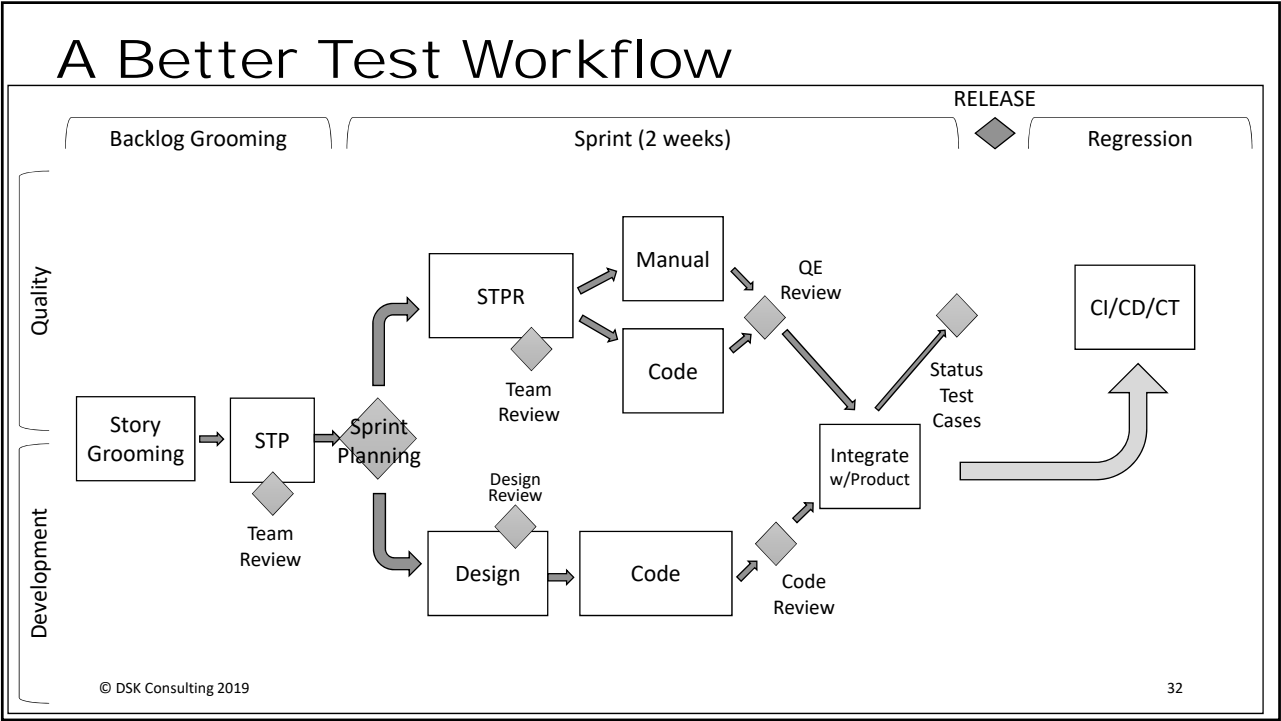 A Better Test Workflow
RELEASE
Backlog Grooming
Sprint (2 weeks)
Regression
Quality
Development
Story
Grooming
STP
Team
Review
Sprint
Planning
STPR
Team
Review
Manual
Code
QE
Review
Design
Review
Design
Code
Code
Review
Integrate
w/Product
Status
Test
Cases
CI/CD/CT
© DSK Consulting 2019
32